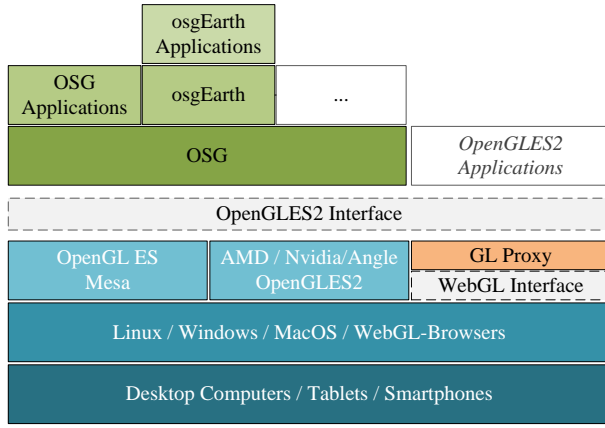 osgEarth
Applications
OSG
Applications
osgEarth
...
OSG
OpenGLES2
Applications
OpenGLES2 Interface
OpenGL ES
Mesa
AMD / Nvidia/Angle
OpenGLES2
GL Proxy
WebGL Interface
Linux / Windows / MacOS / WebGL-Browsers
Desktop Computers / Tablets / Smartphones